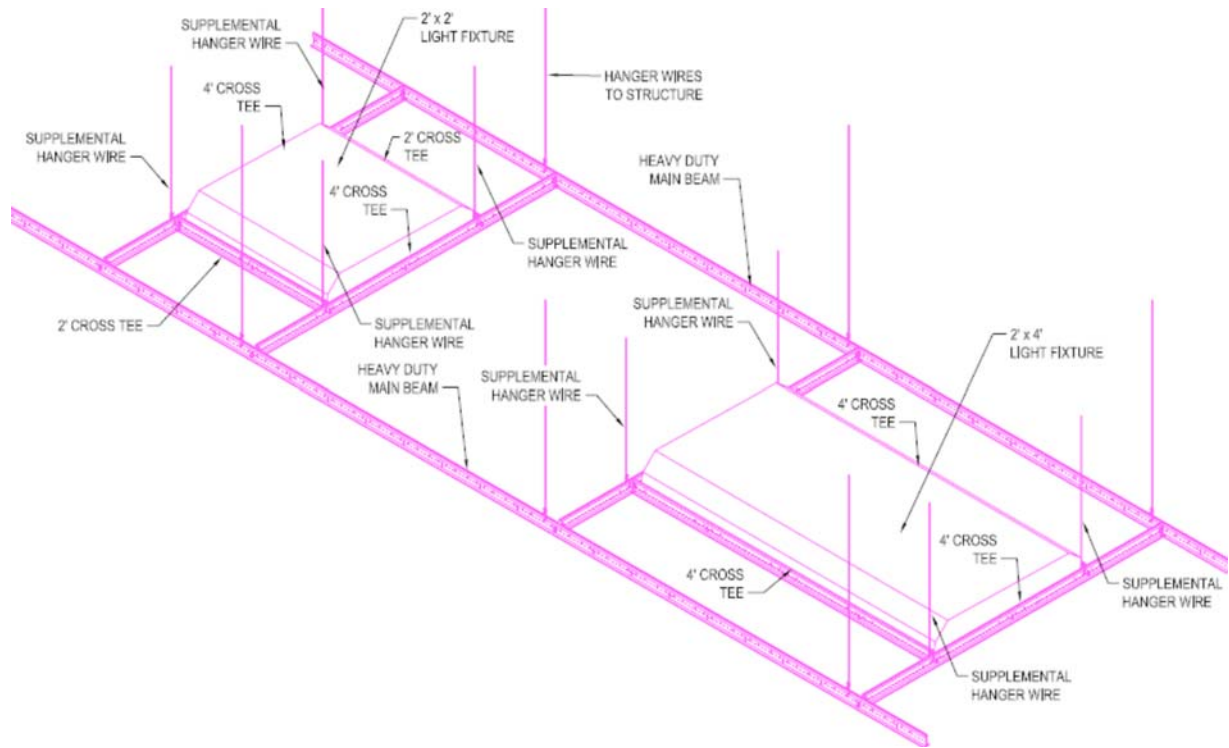 SUPPLEMENTAL
HANGER WIRE
2' x 2'
LIGHT FIXTURE
4' CROSS
TEE
HANGER WIRES
TO STRUCTURE
SUPPLEMENTAL
HANGER WIRE
2' CROSS
TEE
HEAVY DUTY
MAIN BEAM
4' CROSS
TEE
SUPPLEMENTAL
HANGER WIRE
2' CROSS TEE
SUPPLEMENTAL
HANGER WIRE
SUPPLEMENTAL
HANGER WIRE
2' x 4'
LIGHT FIXTURE
HEAVY DUTY
MAIN BEAM
SUPPLEMENTAL
HANGER WIRE
4' CROSS
TEE
4' CROSS
TEE
4' CROSS
TEE
SUPPLEMENTAL
HANGER WIRE
SUPPLEMENTAL
HANGER WIRE